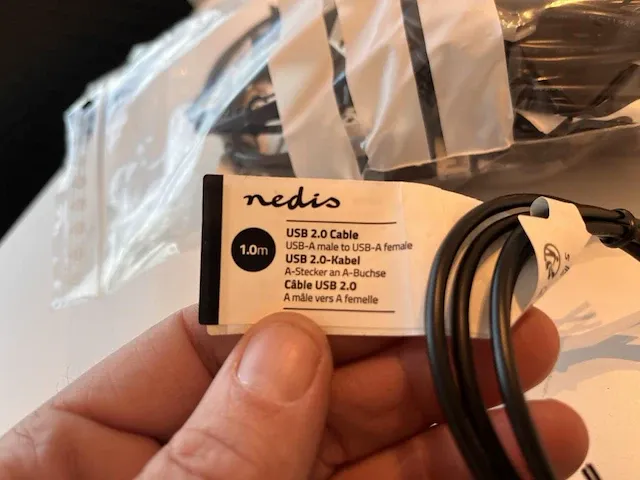 nedis
1.0m
USB 2.0 Cable
USB-A male to USB-A female
USB 2.0-Kabel
A-Stecker an A-Buchse
Câble USB 2.0
A mâle vers A femelle